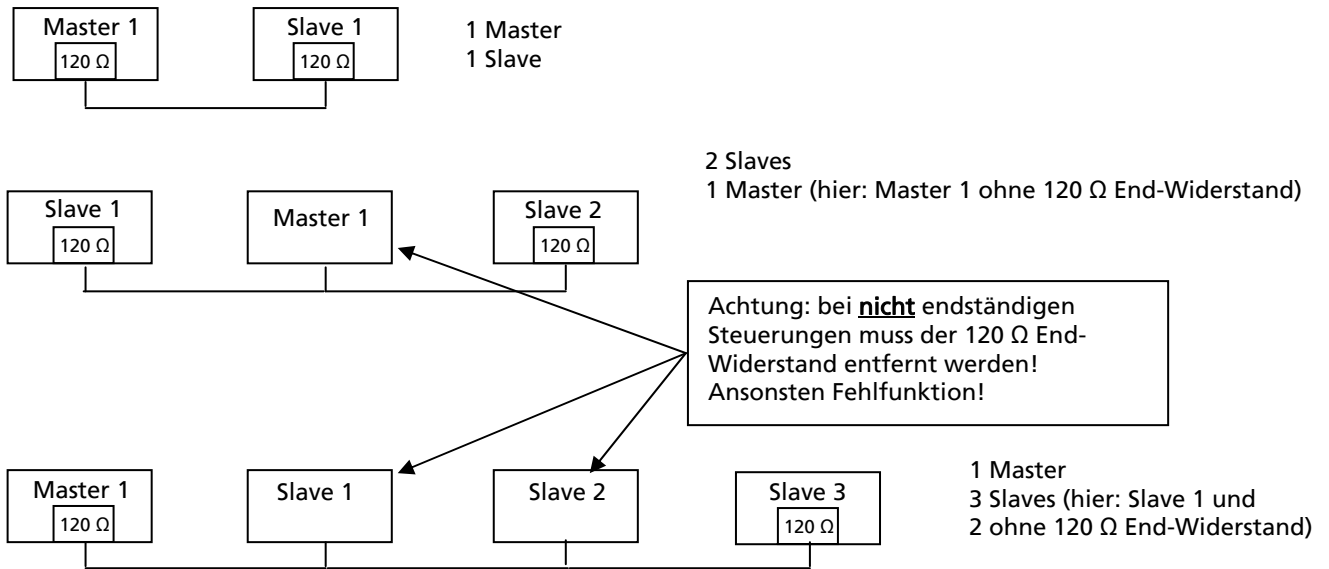 Master 1
120 Ω
Slave 1
120 Ω
1 Master
1 Slave
2 Slaves
1 Master (hier: Master 1 ohne 120 Ω End-Widerstand)
Slave 1
120 Ω
Master 1
Slave 2
120 Ω
Achtung: bei nicht endständigen
Steuerungen muss der 120 Ω End-
Widerstand entfernt werden!
Ansonsten Fehlfunktion!
Master 1
120 Ω
Slave 1
Slave 2
Slave 3
120 Ω
1 Master
3 Slaves (hier: Slave 1 und
2 ohne 120 Ω End-Widerstand)